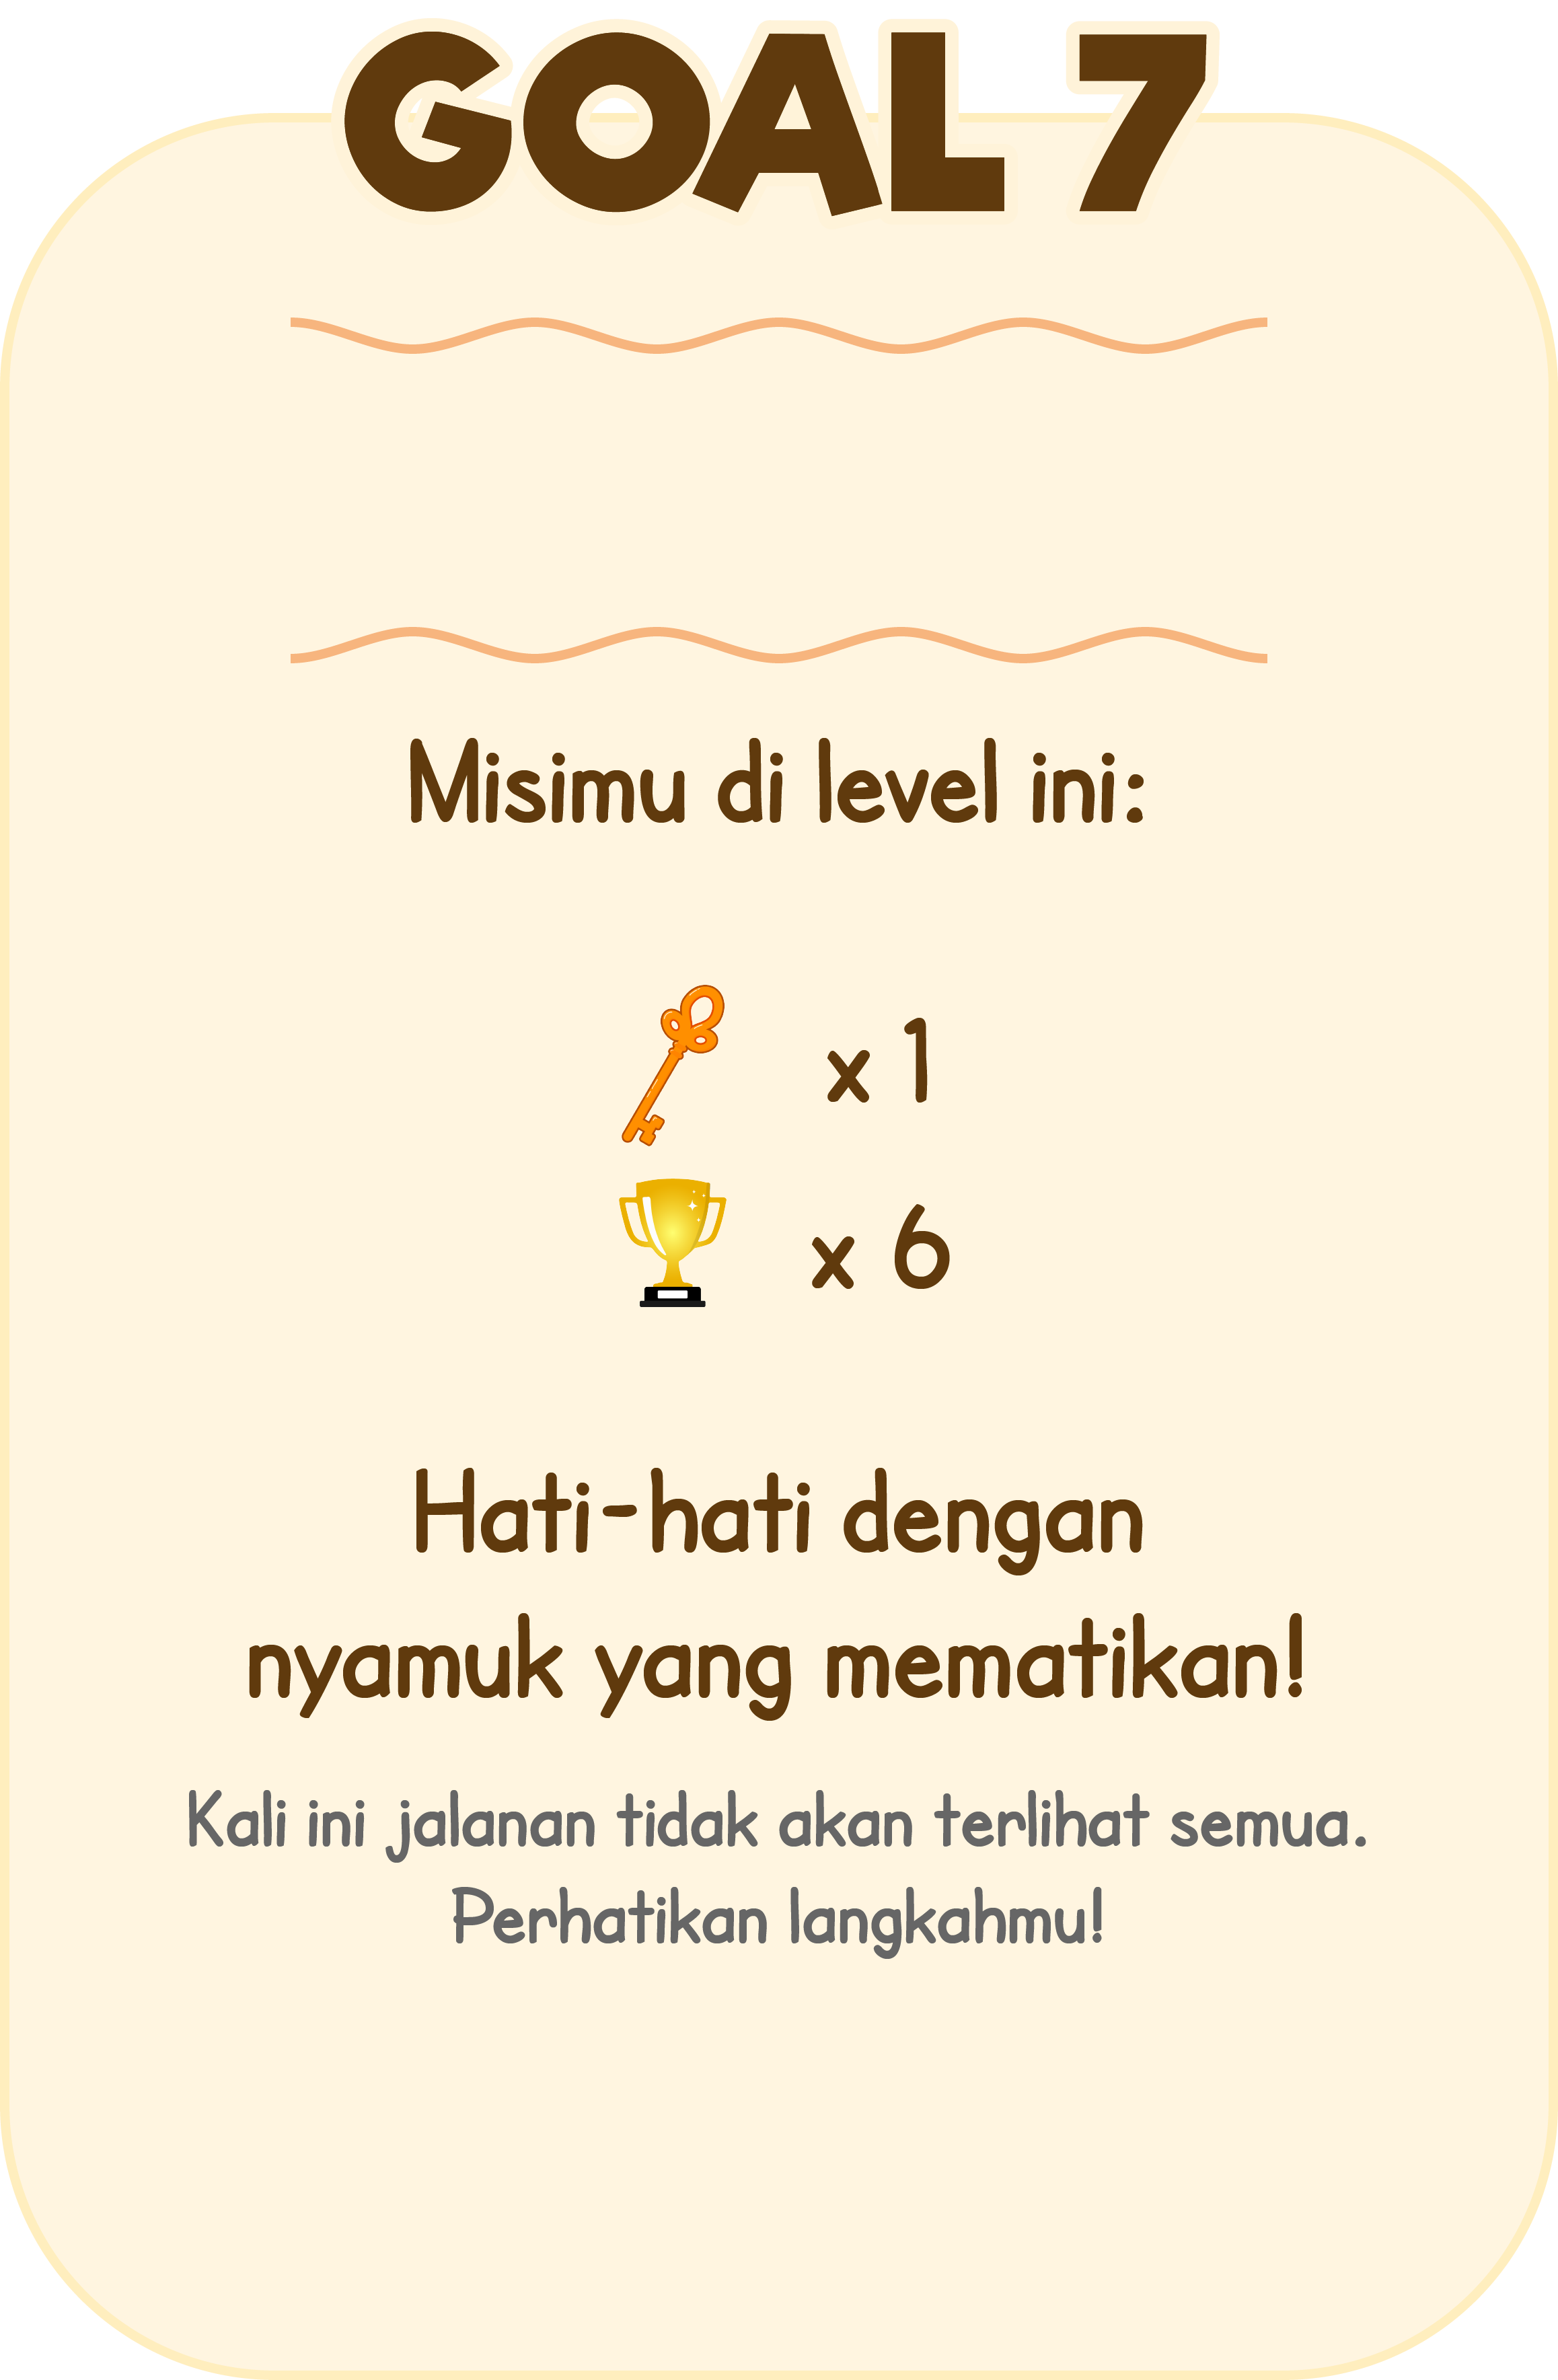 GOAL 7
Misimu di level ini:
x 1
x 6
Hati-hati dengan
nyamuk yang mematikan!
Kali ini jalanan tidak akan terlihat semua.
Perhatikan langkahmu!